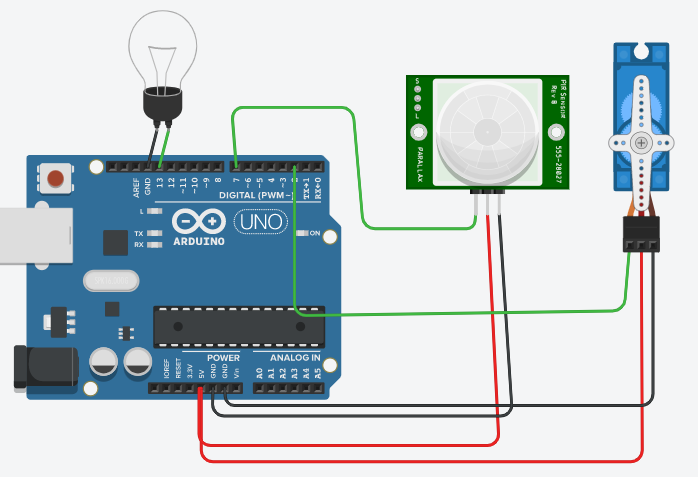 AREF
GND
13
12
~11
~10
~9
8
7
~6
~5
4
~3
2
TX→1
RX←0
DIGITAL (PWM~)
L
TX
RX
ARDUINO
UNO
ON
POWER
ANALOG IN
IOREF
RESET
3.3V
5V
GND
GND
Vin
A0
A1
A2
A3
A4
A5
S
L
PARALLAX
PIR SENSOR
Rev B
555-28027